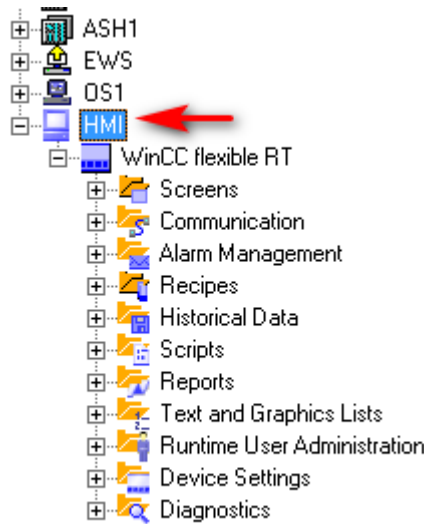 ASH1
EWS
OS1
HMI
WinCC flexible RT
Screens
Communication
Alarm Management
Recipes
Historical Data
Scripts
Reports
Text and Graphics Lists
Runtime User Administration
Device Settings
Diagnostics